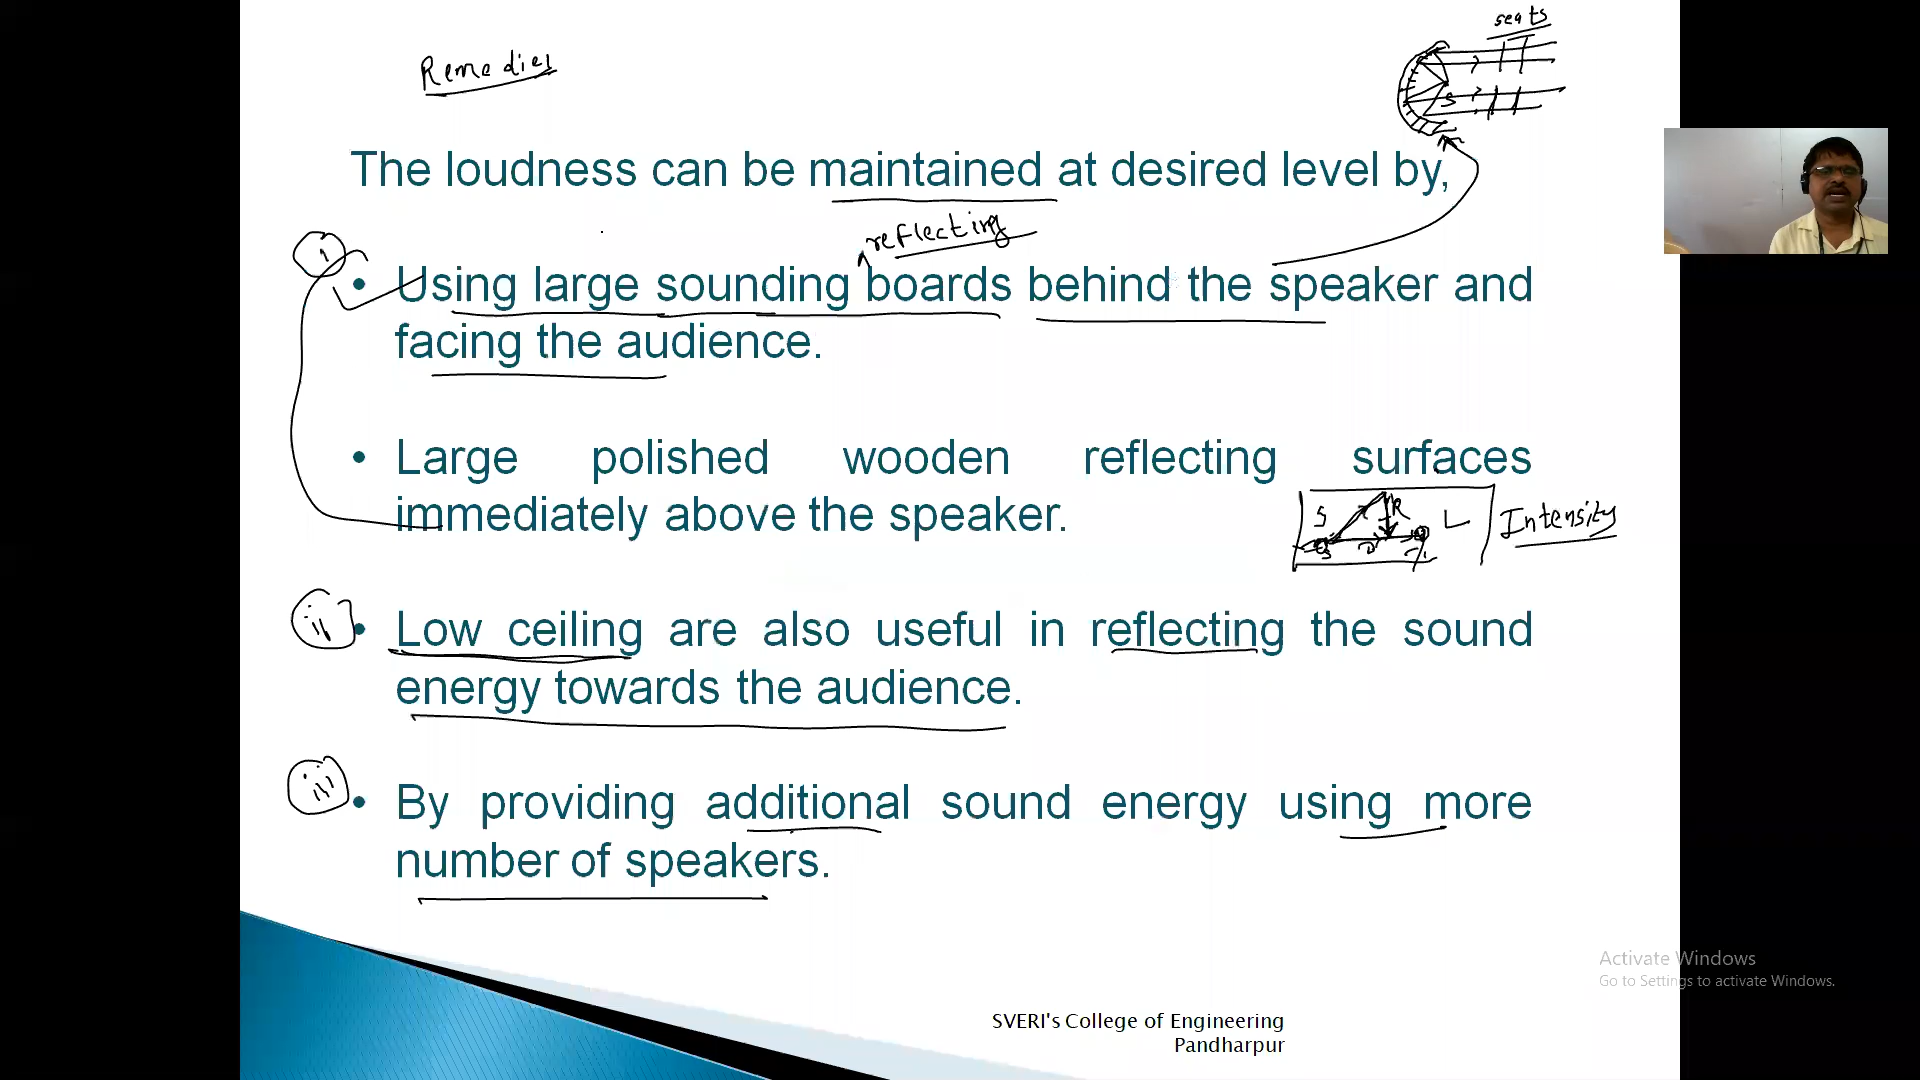 seats
Remedies
The loudness can be maintained at desired level by,
reflecting
i
• Using large sounding boards behind the speaker and
facing the audience.
• Large polished wooden reflecting surfaces
immediately above the speaker.
S R L Intensity
ii
• Low ceiling are also useful in reflecting the sound
energy towards the audience.
iii
• By providing additional sound energy using more
number of speakers.
Activate Windows
Go to Settings to activate Windows.
SVERI's College of Engineering
Pandharpur